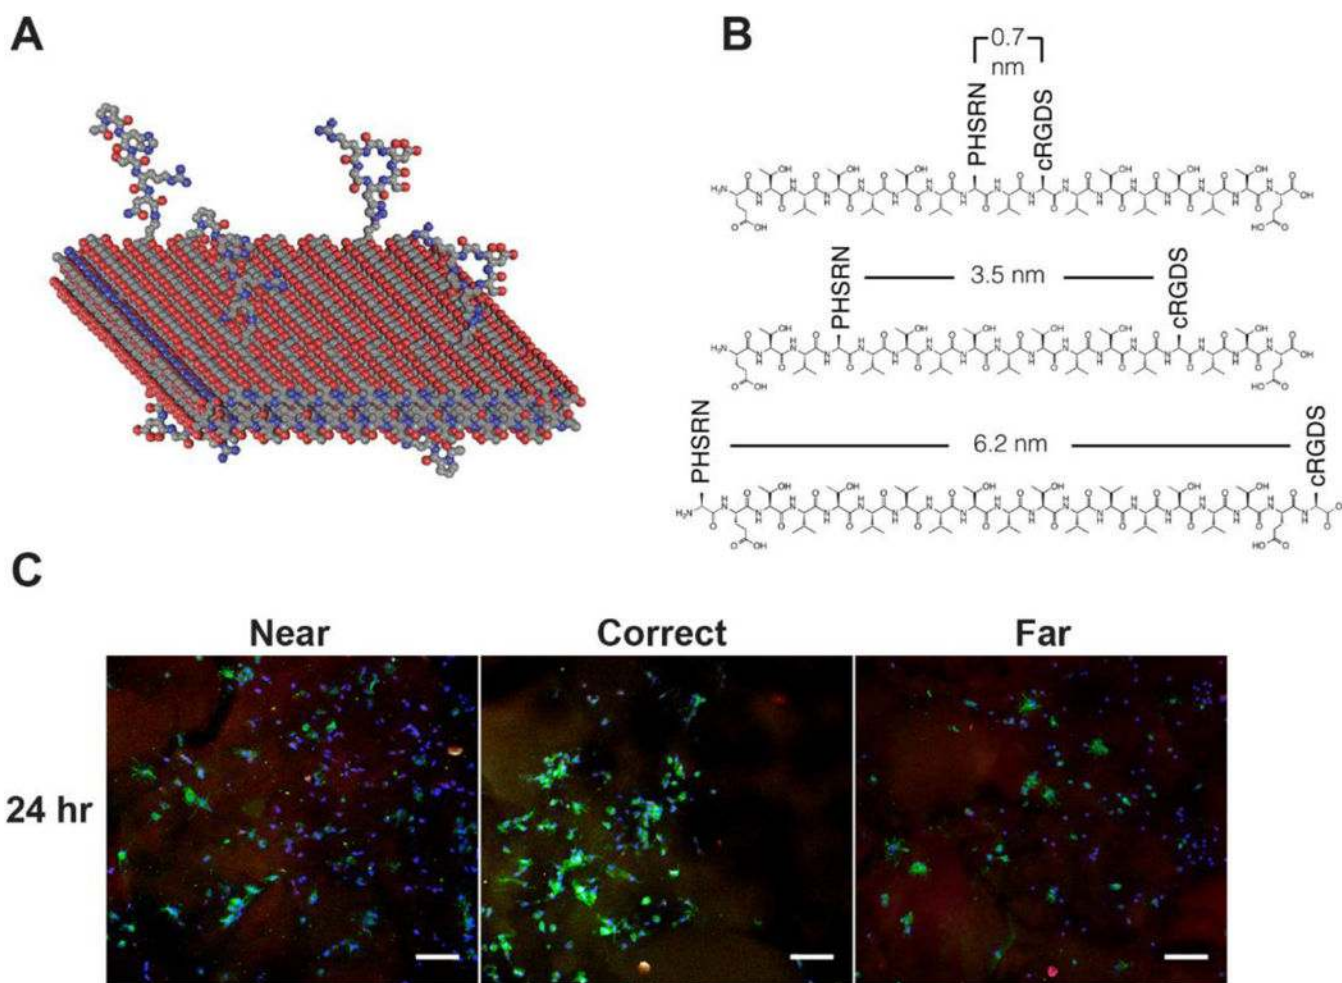 A
B
0.7
nm
PHSRN
cRGDS
PHSRN
3.5 nm
cRGDS
PHSRN
6.2 nm
cRGDS
C
Near
Correct
Far
24 hr